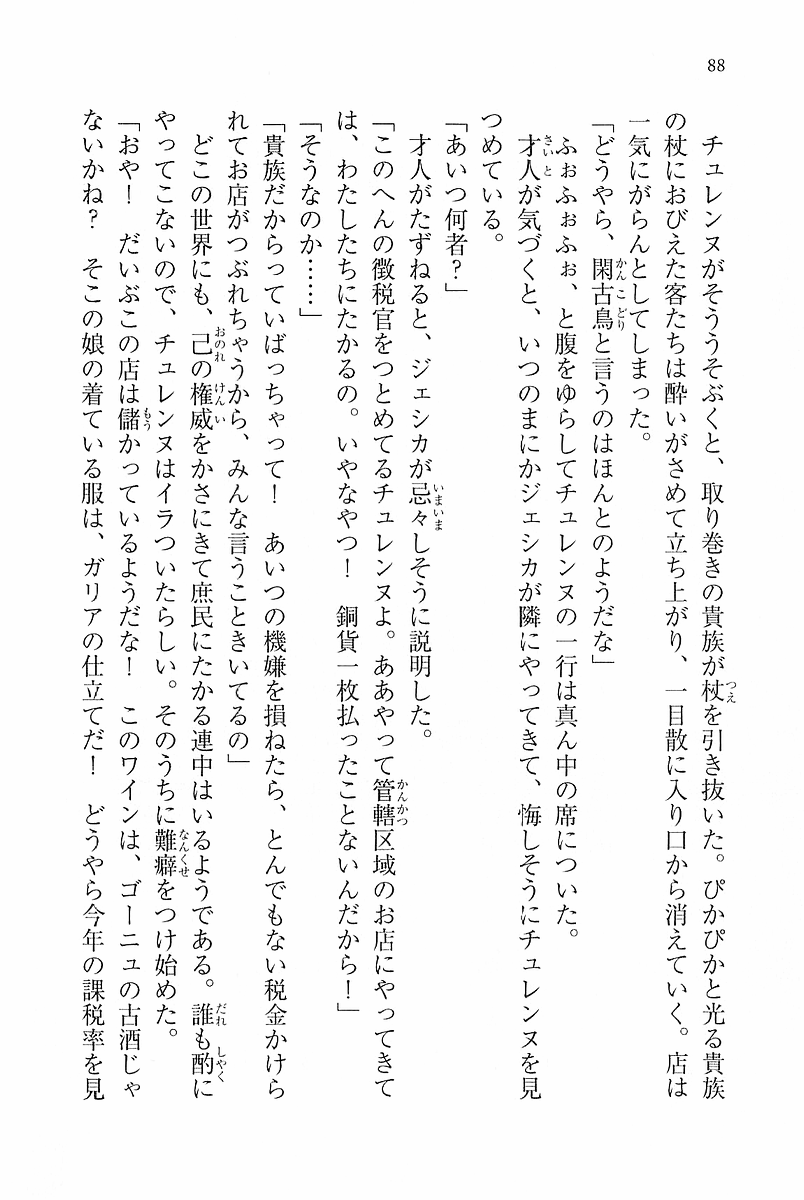 88
チュレンヌがそううそぶくと、取り巻きの貴族が杖を引き抜いた。ぴかぴかと光る貴族
の杖におびえた客たちは酔いがさめて立ち上がり、一目散に入り口から消えていく。店は
一気にがらんとしてしまった。
「どうやら、閑古鳥と言うのはほんとのようだな」
ふぉふぉふぉ、と腹をゆらしてチュレンヌの一行は真ん中の席についた。
才人が気づくと、いつのまにかジェシカが隣にやってきて、悔しそうにチュレンヌを見
つめている。
「あいつ何者？」
才人がたずねると、ジェシカが忌々しそうに説明した。
「このへんの徴税官をつとめてるチュレンヌよ。ああやって管轄区域のお店にやってきて
は、わたしたちにたかるの。いやなやつ！　銅貨一枚払ったことないんだから！」
「そうなのか……」
「貴族だからっていばっちゃって！　あいつの機嫌を損ねたら、とんでもない税金かけら
れてお店がつぶれちゃうから、みんな言うこときいてるの」
どこの世界にも、己の権威をかさにきて庶民にたかる連中はいるようである。誰も酌に
やってこないので、チュレンヌはイラついたらしい。そのうちに難癖をつけ始めた。
「おや！　だいぶこの店は儲かっているようだな！　このワインは、ゴーニュの古酒じゃ
ないかね？　そこの娘の着ている服は、ガリアの仕立てだ！　どうやら今年の課税率を見